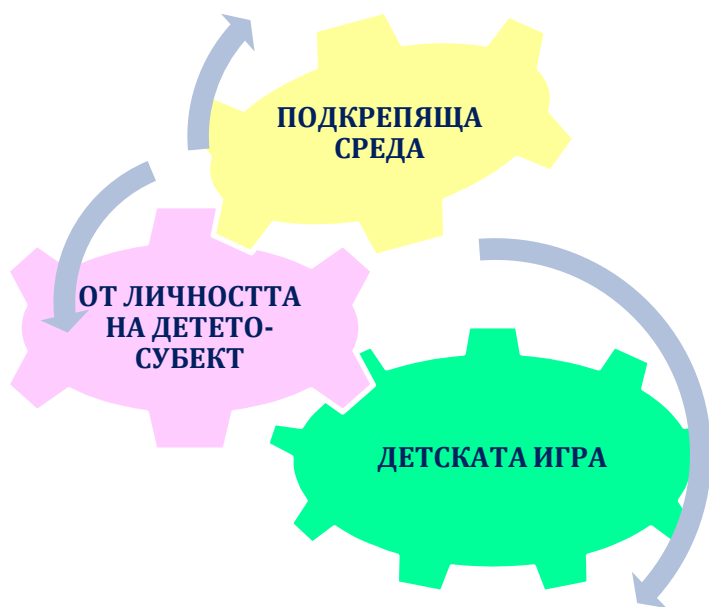 ПОДКРЕПЯЩА
СРЕДА
ОТ ЛИЧНОСТТА
НА ДЕТЕТО-
СУБЕКТ
ДЕТСКАТА ИГРА